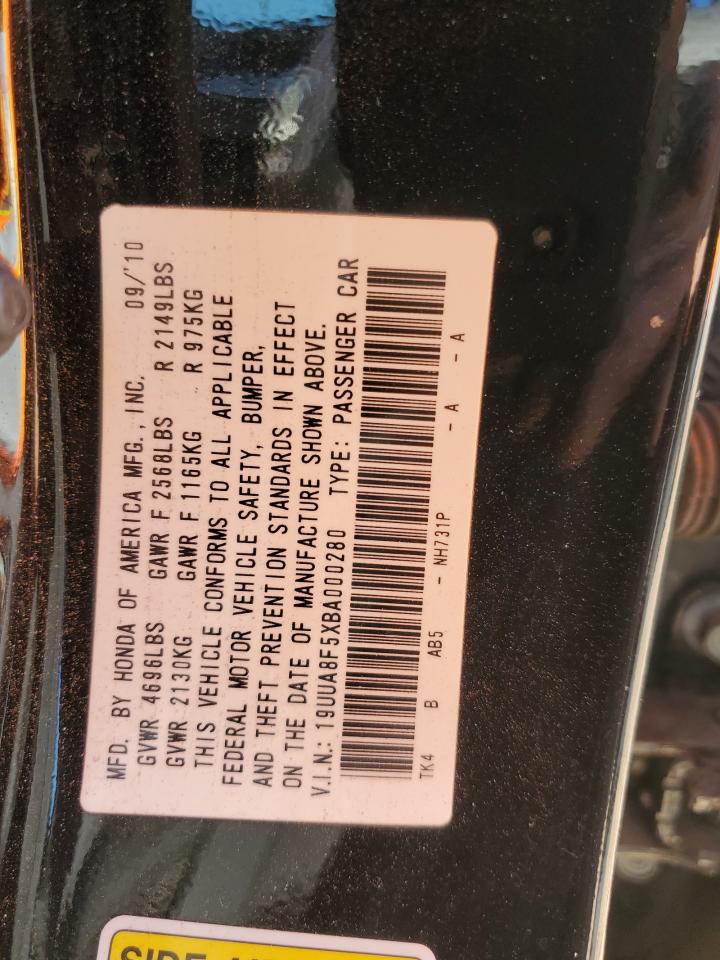 MFD. BY HONDA OF AMERICA MFG., INC. 09/'10
GVWR 4696LBS GAWR F 2568LBS R 2149LBS
GVWR 2130KG GAWR F 1165KG R 975KG
THIS VEHICLE CONFORMS TO ALL APPLICABLE
FEDERAL MOTOR VEHICLE SAFETY, BUMPER,
AND THEFT PREVENTION STANDARDS IN EFFECT
ON THE DATE OF MANUFACTURE SHOWN ABOVE.
V.I.N.: 19UUA8F5XBA000280 TYPE: PASSENGER CAR
TK4 B AB5 - NH731P - A - A
SIDE